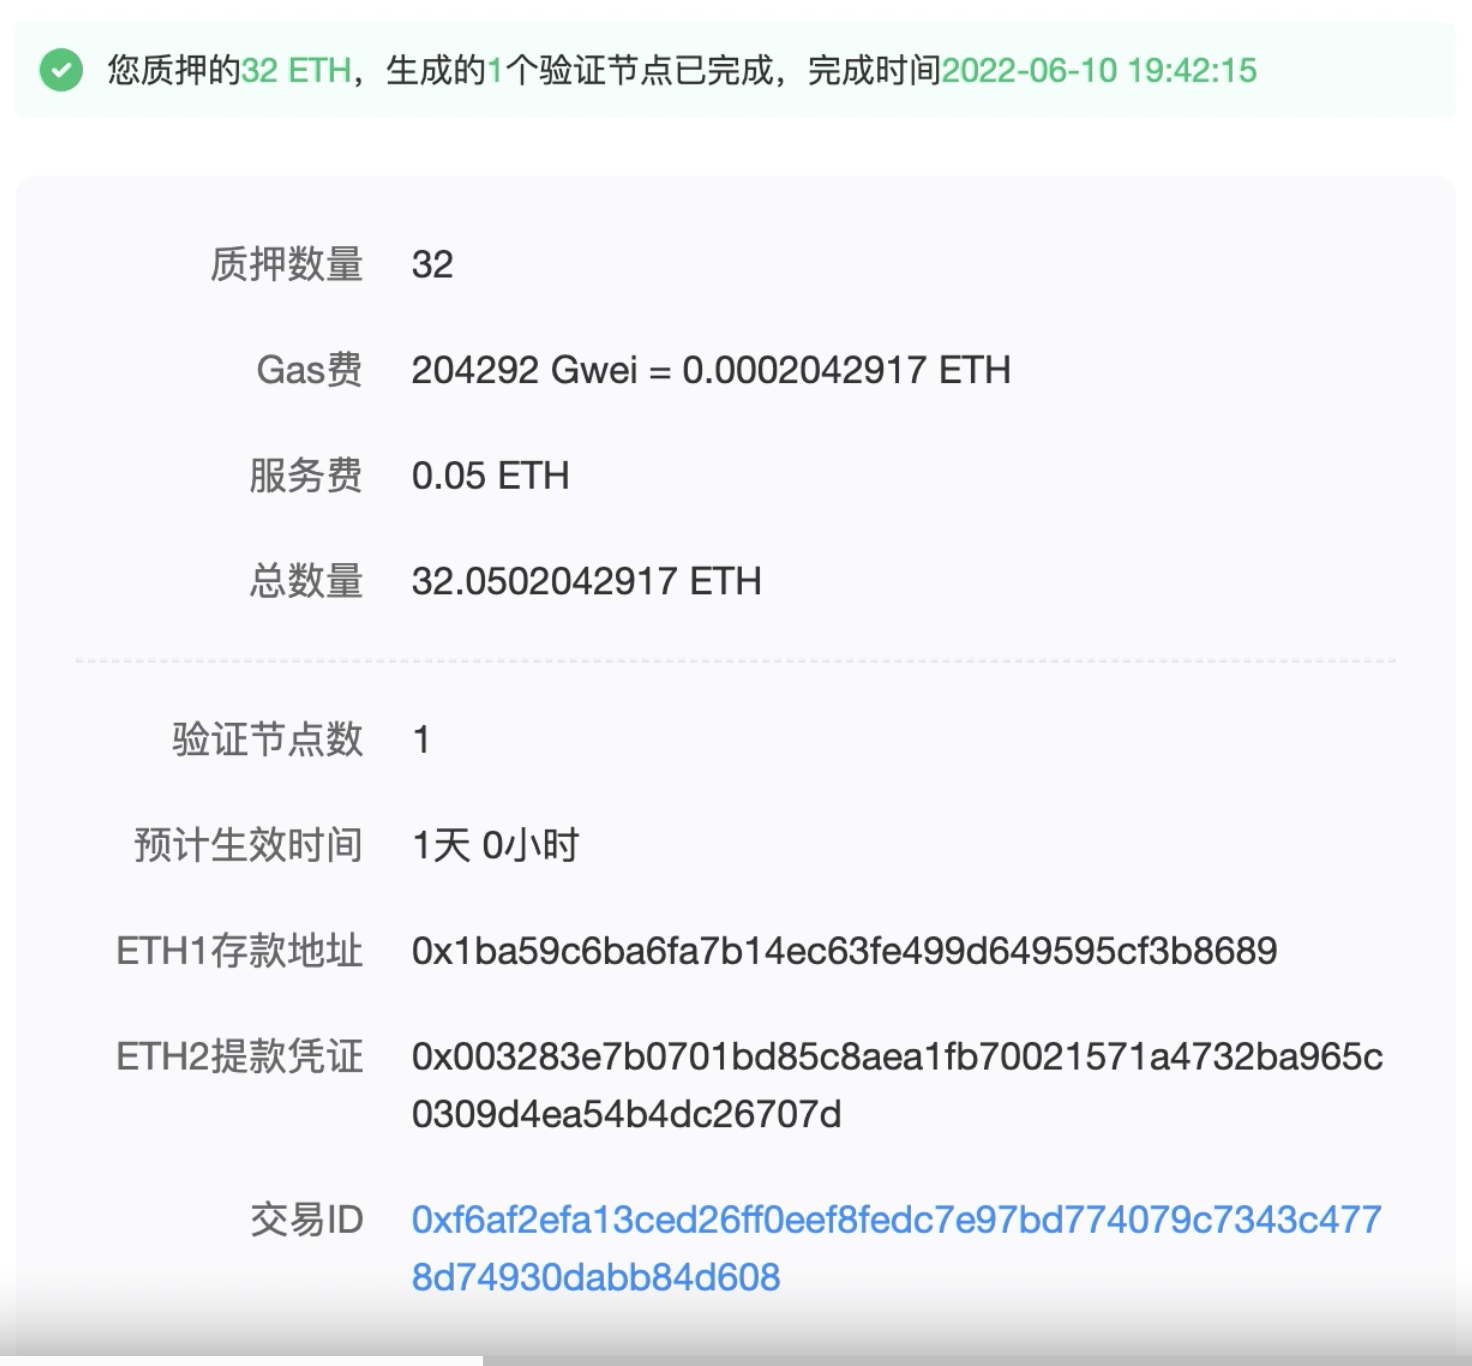 您质押的32 ETH，生成的1个验证节点已完成，完成时间2022-06-10 19:42:15
质押数量 32
Gas费 204292 Gwei = 0.0002042917 ETH
服务费 0.05 ETH
总数量 32.0502042917 ETH
验证节点数 1
预计生效时间 1天 0小时
ETH1存款地址 0x1ba59c6ba6fa7b14ec63fe499d649595cf3b8689
ETH2提款凭证 0x003283e7b0701bd85c8aea1fb70021571a4732ba965c
0309d4ea54b4dc26707d
交易ID 0xf6af2efa13ced26ff0eef8fedc7e97bd774079c7343c477
8d74930dabb84d608